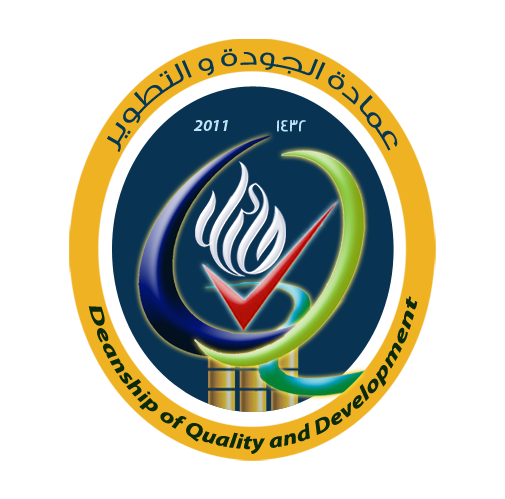 عمادة الجودة و التطوير
2011 ١٤٣٢
Deanship of Quality and Development